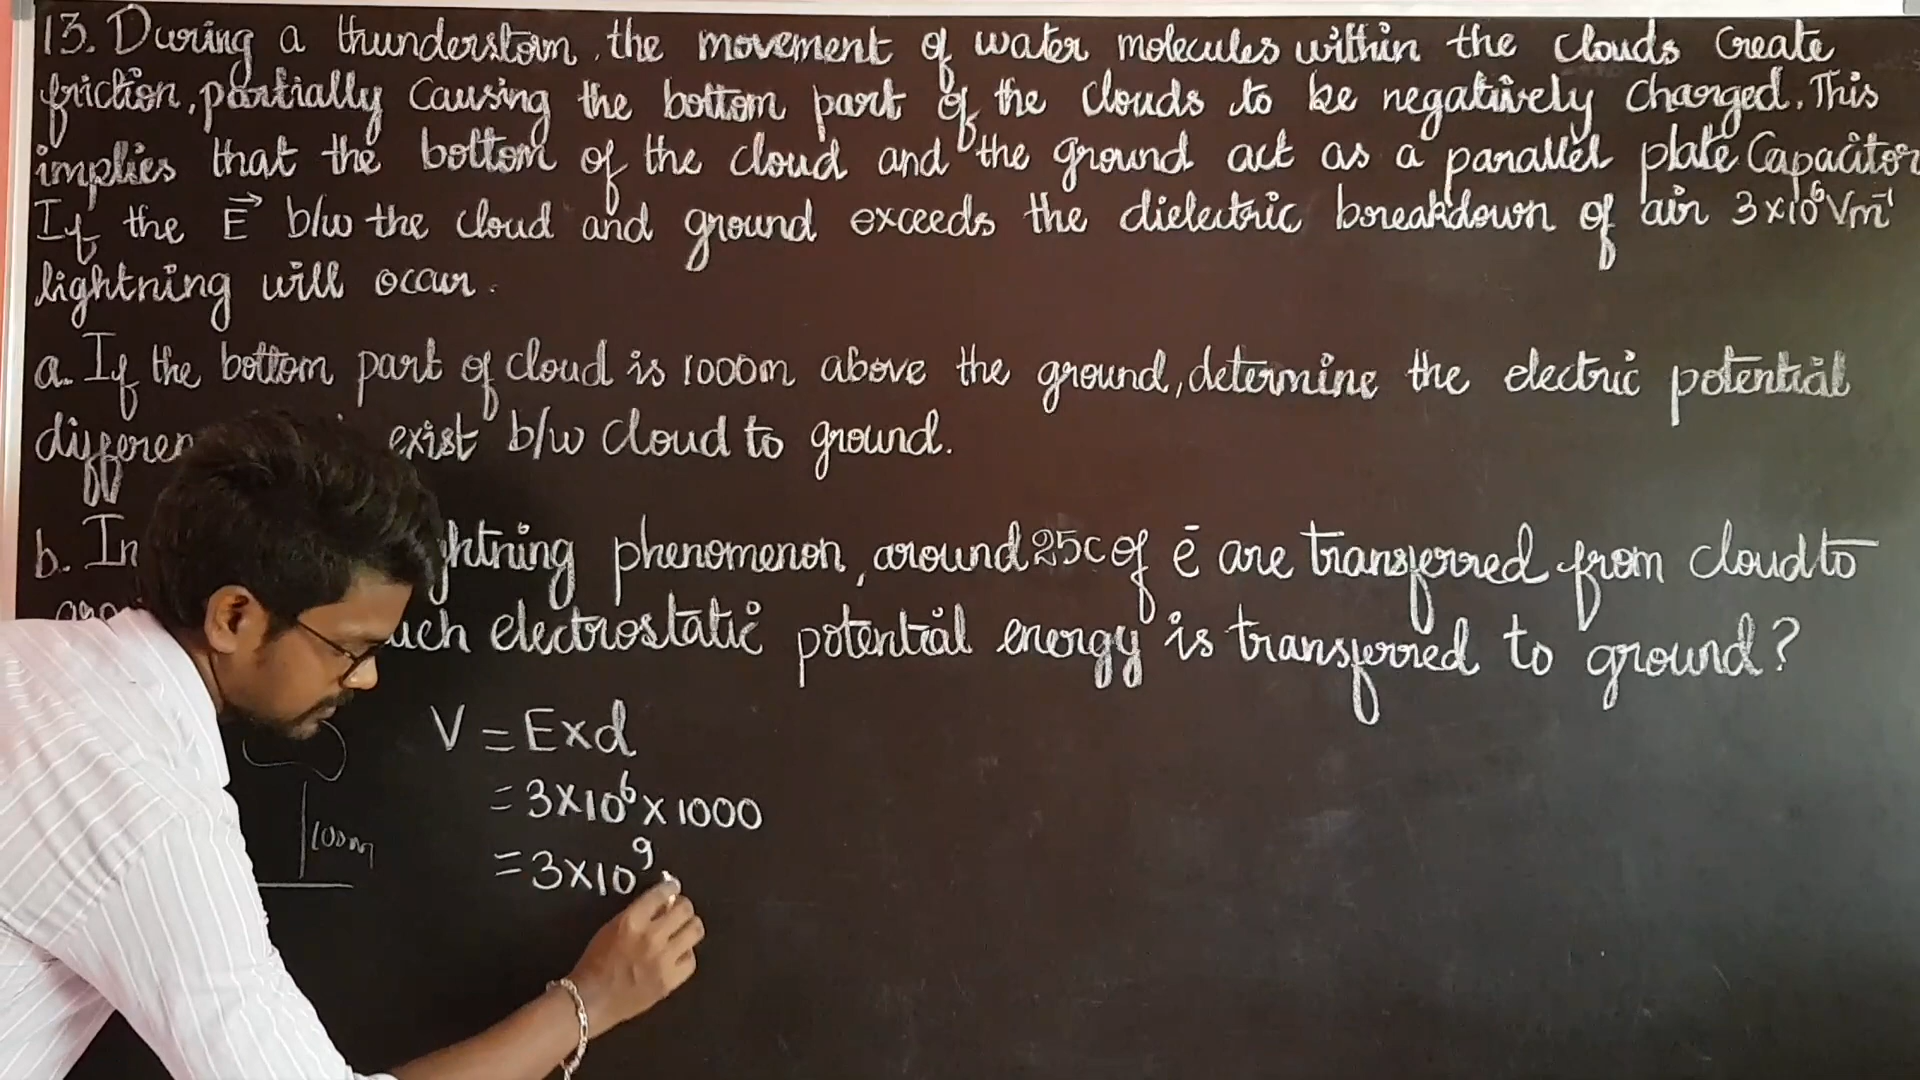 13. During a thunderstorm, the movement of water molecules within the clouds create
friction, partially causing the bottom part of the clouds to be negatively charged. This
implies that the bottom of the cloud and the ground act as a parallel plate Capacitor
If the E⃗ b/w the cloud and ground exceeds the dielectric breakdown of air 3×10⁶Vm⁻¹
lightning will occur.
a. If the bottom part of cloud is 1000m above the ground, determine the electric potential
exist b/w cloud to ground.
b. In phenomenon, around 25C of ē are transferred from cloud to
electrostatic potential energy is transferred to ground?
V = E×d
= 3×10⁶×1000
= 3×10⁹